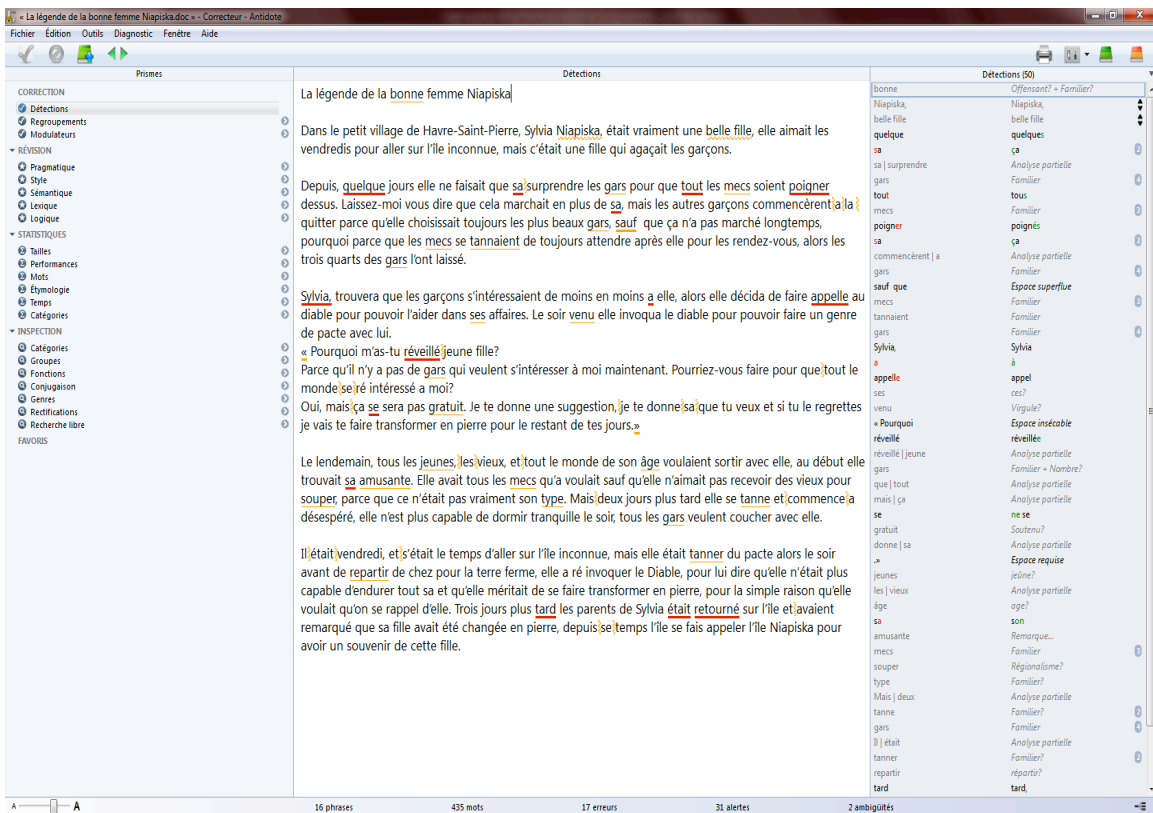 « La légende de la bonne femme Niapiska.doc » - Correcteur - Antidote
Fichier Édition Outils Diagnostic Fenêtre Aide
Prismes
CORRECTION
Détections
Regroupements
Modulateurs
RÉVISION
Pragmatique
Style
Sémantique
Lexique
Logique
STATISTIQUES
Tailles
Performances
Mots
Étymologie
Temps
Catégories
INSPECTION
Catégories
Groupes
Fonctions
Conjugaison
Genres
Rectifications
Recherche libre
FAVORIS
A A
Détections
La légende de la bonne femme Niapiska
Dans le petit village de Havre-Saint-Pierre, Sylvia Niapiska, était vraiment une belle fille, elle aimait les
vendredis pour aller sur l'île inconnue, mais c'était une fille qui agaçait les garçons.
Depuis, quelque jours elle ne faisait que sa surprendre les gars pour que tout les mecs soient poigner
dessus. Laissez-moi vous dire que cela marchait en plus de sa, mais les autres garçons commencèrent a la
quitter parce qu'elle choisissait toujours les plus beaux gars, sauf  que ça n'a pas marché longtemps,
pourquoi parce que les mecs se tannaient de toujours attendre après elle pour les rendez-vous, alors les
trois quarts des gars l'ont laissé.
Sylvia, trouvera que les garçons s'intéressaient de moins en moins a elle, alors elle décida de faire appelle au
diable pour pouvoir l'aider dans ses affaires. Le soir venu elle invoqua le diable pour pouvoir faire un genre
de pacte avec lui.
« Pourquoi m'as-tu réveillé jeune fille?
Parce qu'il n'y a pas de gars qui veulent s'intéresser à moi maintenant. Pourriez-vous faire pour que tout le
monde se ré intéressé a moi?
Oui, mais ça se sera pas gratuit. Je te donne une suggestion, je te donne sa que tu veux et si tu le regrettes
je vais te faire transformer en pierre pour le restant de tes jours.»
Le lendemain, tous les jeunes, les vieux, et tout le monde de son âge voulaient sortir avec elle, au début elle
trouvait sa amusante. Elle avait tous les mecs qu'a voulait sauf qu'elle n'aimait pas recevoir des vieux pour
souper, parce que ce n'était pas vraiment son type. Mais deux jours plus tard elle se tanne et commence a
désespéré, elle n'est plus capable de dormir tranquille le soir, tous les gars veulent coucher avec elle.
Il était vendredi, et s'était le temps d'aller sur l'île inconnue, mais elle était tanner du pacte alors le soir
avant de repartir de chez pour la terre ferme, elle a ré invoquer le Diable, pour lui dire qu'elle n'était plus
capable d'endurer tout sa et qu'elle méritait de se faire transformer en pierre, pour la simple raison qu'elle
voulait qu'on se rappel d'elle. Trois jours plus tard les parents de Sylvia était retourné sur l'île et avaient
remarqué que sa fille avait été changée en pierre, depuis se temps l'île se fais appeler l'île Niapiska pour
avoir un souvenir de cette fille.
Détections (50)
bonne Offensant? + Familier?
Niapiska, Niapiska,
belle fille belle fille
quelque quelques
sa ça 2
sa | surprendre Analyse partielle
gars Familier 4
tout tous
mecs Familier 3
poigner poignés
sa ça 2
commencèrent | a Analyse partielle
gars Familier 4
sauf que Espace superflue
mecs Familier 3
tannaient Familier
gars Familier 4
Sylvia, Sylvia
a à
appelle appel
ses ces?
venu Virgule?
« Pourquoi Espace insécable
réveillé réveillée
réveillé | jeune Analyse partielle
gars Familier + Nombre?
que | tout Analyse partielle
mais | ça Analyse partielle
se ne se
gratuit Soutenu?
donne | sa Analyse partielle
.» Espace requise
jeunes jeûne?
les | vieux Analyse partielle
âge age?
sa son
amusante Remarque...
mecs Familier 3
souper Régionalisme?
type Familier?
Mais | deux Analyse partielle
tanne Familier? 2
gars Familier 4
Il | était Analyse partielle
tanner Familier? 2
repartir répartir?
tard tard,
16 phrases 435 mots 17 erreurs 31 alertes 2 ambigüités